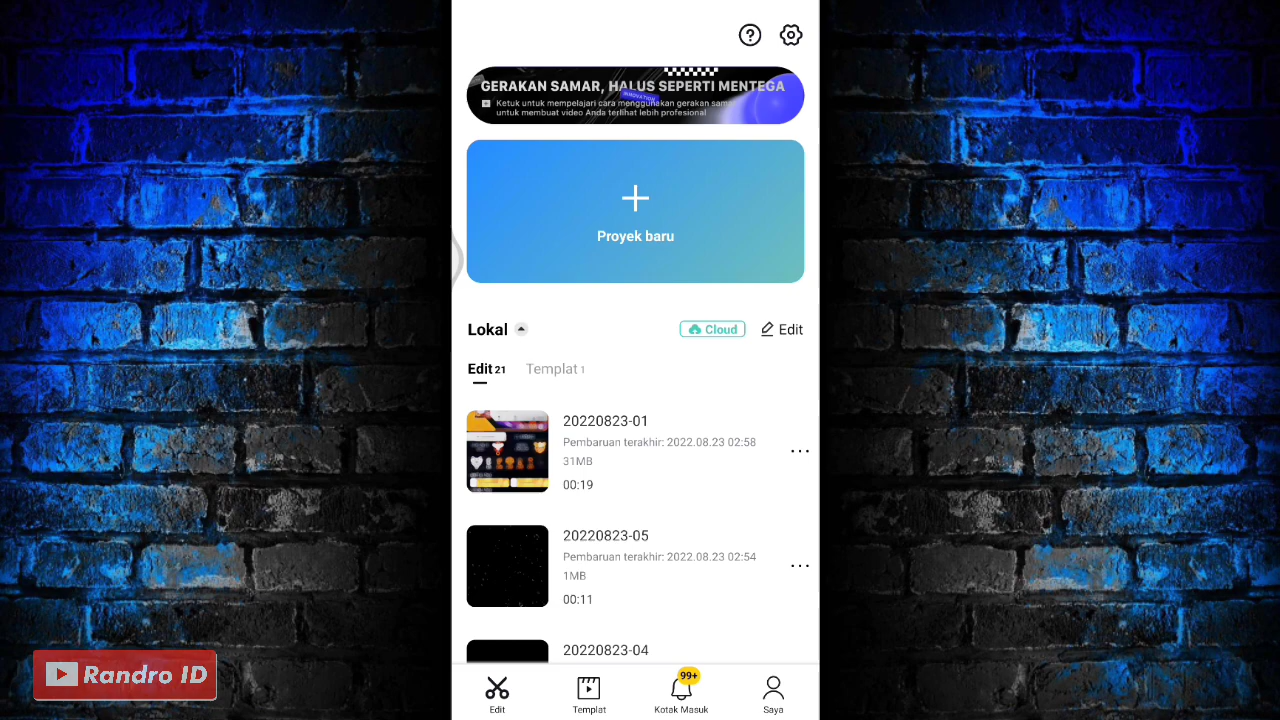 GERAKAN SAMAR, HALUS SEPERTI MENTEGA
INNOVATION
Ketuk untuk mempelajari cara menggunakan gerakan sama
untuk membuat video Anda terlihat lebih profesional
Proyek baru
Lokal
Cloud
Edit
Edit 21
Templat 1
20220823-01
Pembaruan terakhir: 2022.08.23 02:58
31MB
00:19
20220823-05
Pembaruan terakhir: 2022.08.23 02:54
1MB
00:11
20220823-04
99+
Edit
Templat
Kotak Masuk
Saya
Randro ID